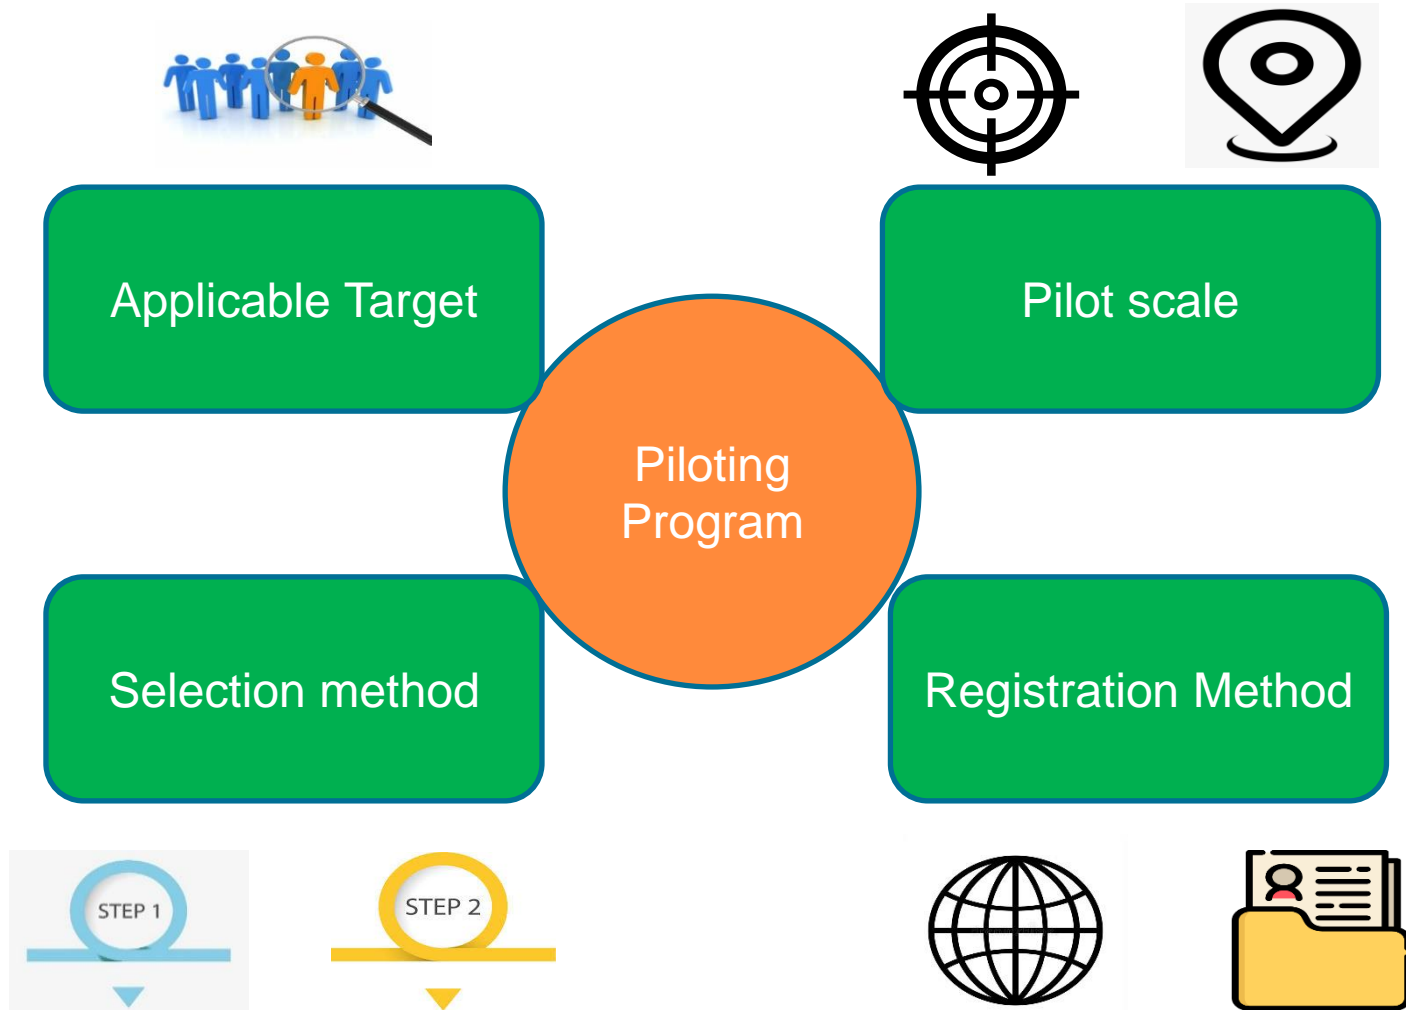 Applicable Target
Pilot scale
Piloting
Program
Selection method
Registration Method
STEP 1
STEP 2